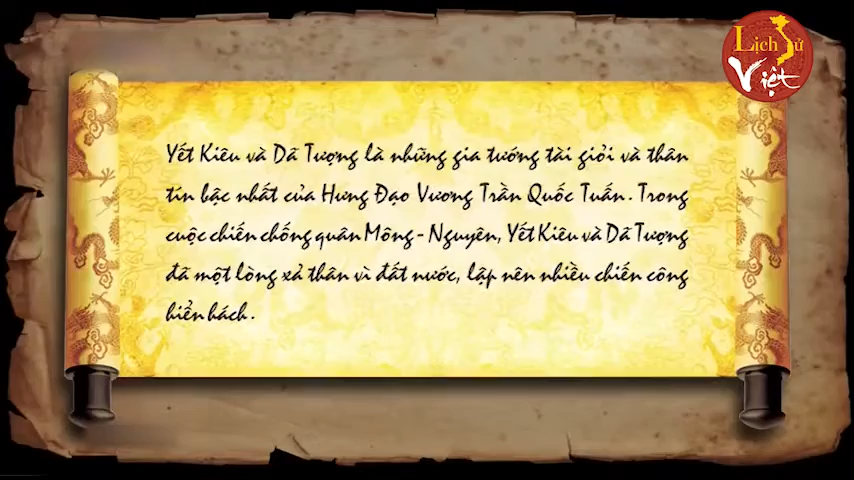 Lịch Sử
Việt
Yết Kiêu và Dã Tượng là những gia tướng tài giỏi và thân
tín bậc nhất của Hưng Đạo Vương Trần Quốc Tuấn. Trong
cuộc chiến chống quân Mông - Nguyên, Yết Kiêu và Dã Tượng
đã một lòng xả thân vì đất nước, lập nên nhiều chiến công
hiển hách.